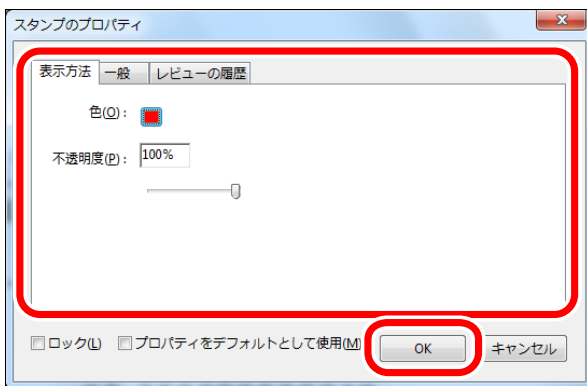 スタンプのプロパティ
表示方法 一般 レビューの履歴
色(O):
不透明度(P): 100%
ロック(L) プロパティをデフォルトとして使用(M) OK キャンセル